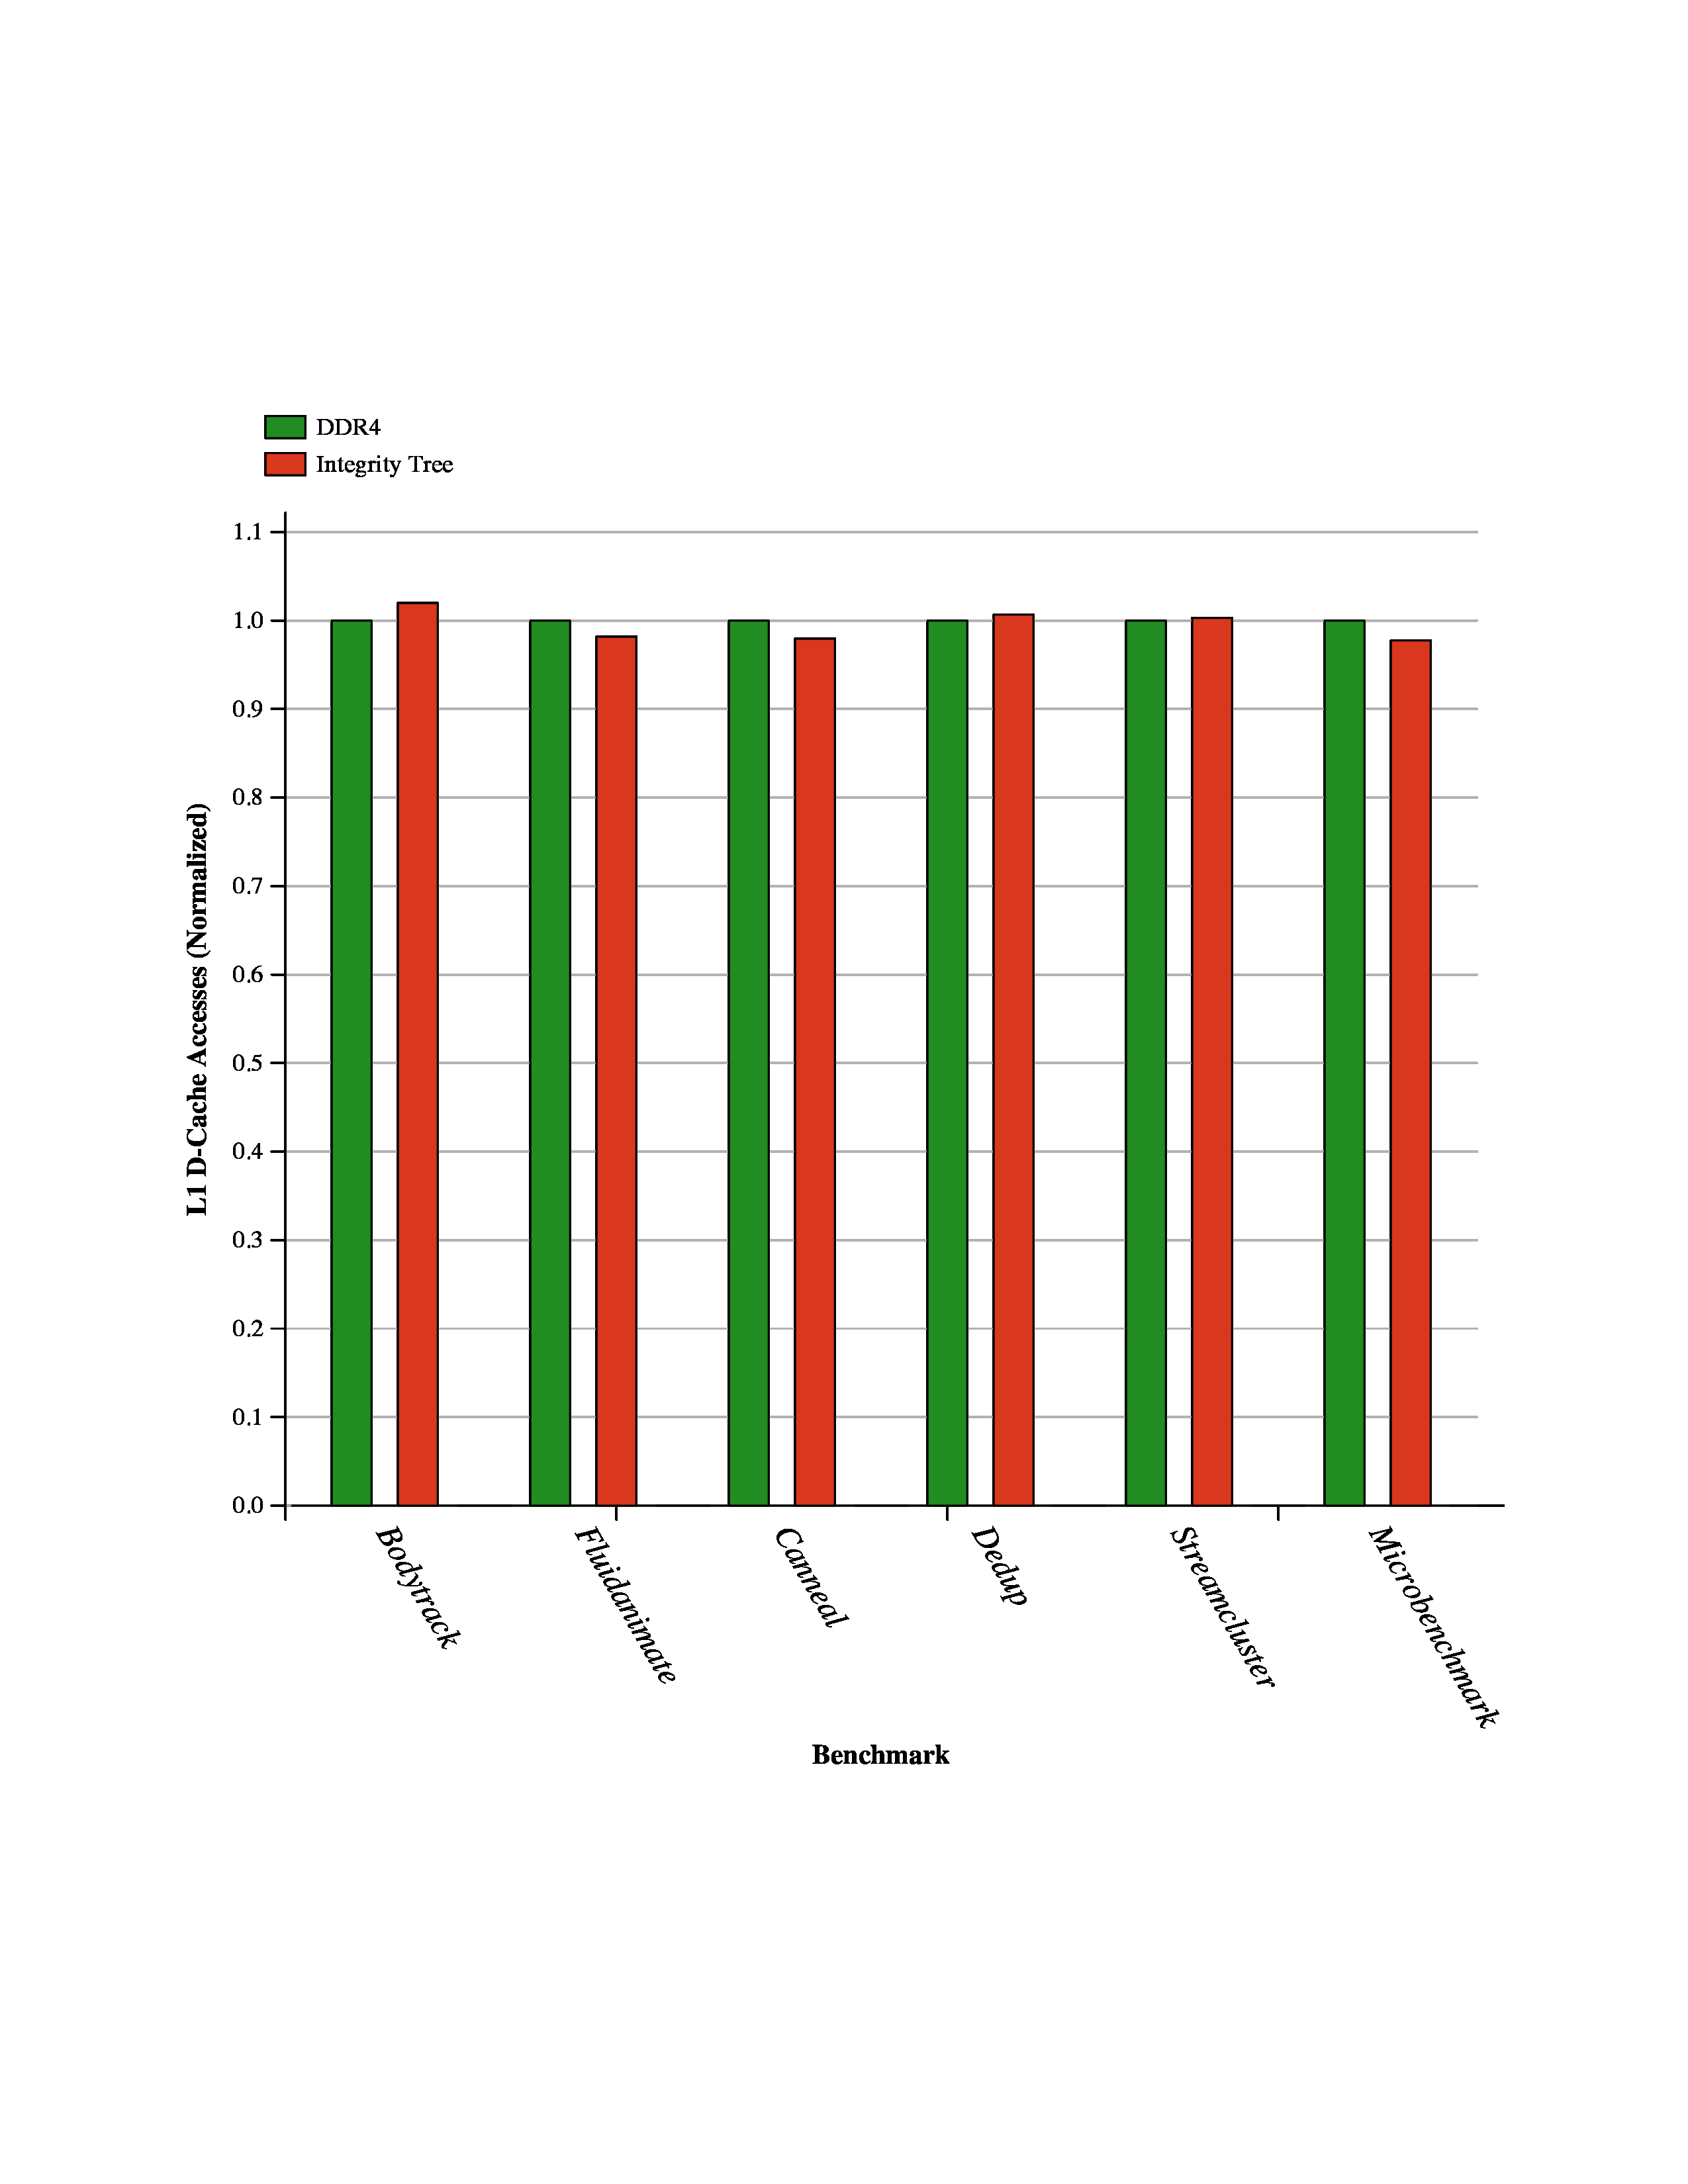 DDR4
Integrity Tree
1.1
1.0
0.9
0.8
0.7
0.6
0.5
0.4
0.3
0.2
0.1
0.0
L1 D-Cache Accesses (Normalized)
Bodytrack
Fluidanimate
Canneal
Dedup
Streamcluster
Microbenchmark
Benchmark